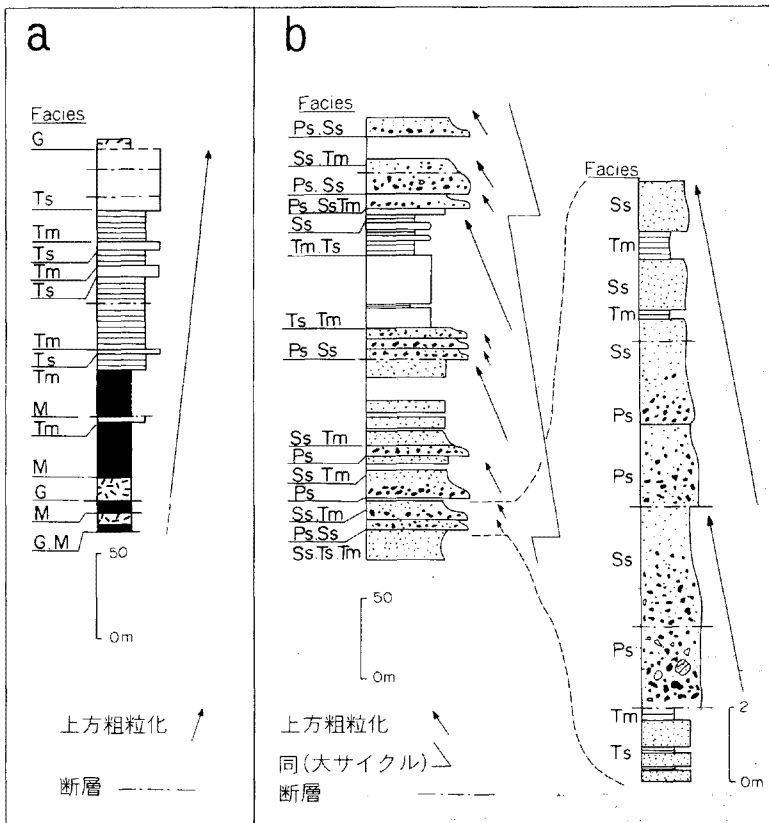 a
Facies
G
Ts
Tm
Ts
Tm
Ts
Tm
Ts
Tm
M
Tm
M
G
M
G.M
50
0m
上方粗粒化
断層
b
Facies
Ps.Ss
Ss.Tm
Ps.Ss
Ps.SsTm
Ss
Tm.Ts
Ts.Tm
Ps.Ss
Ss.Tm
Ps
Ss.Tm
Ps
Ss.Tm
Ps.Ss
Ss.Ts.Tm
50
0m
上方粗粒化
同(大サイクル)
断層
Facies
Ss
Tm
Ss
Tm
Ss
Ps
Ps
Ss
Ps
Tm
Ts
2
0m